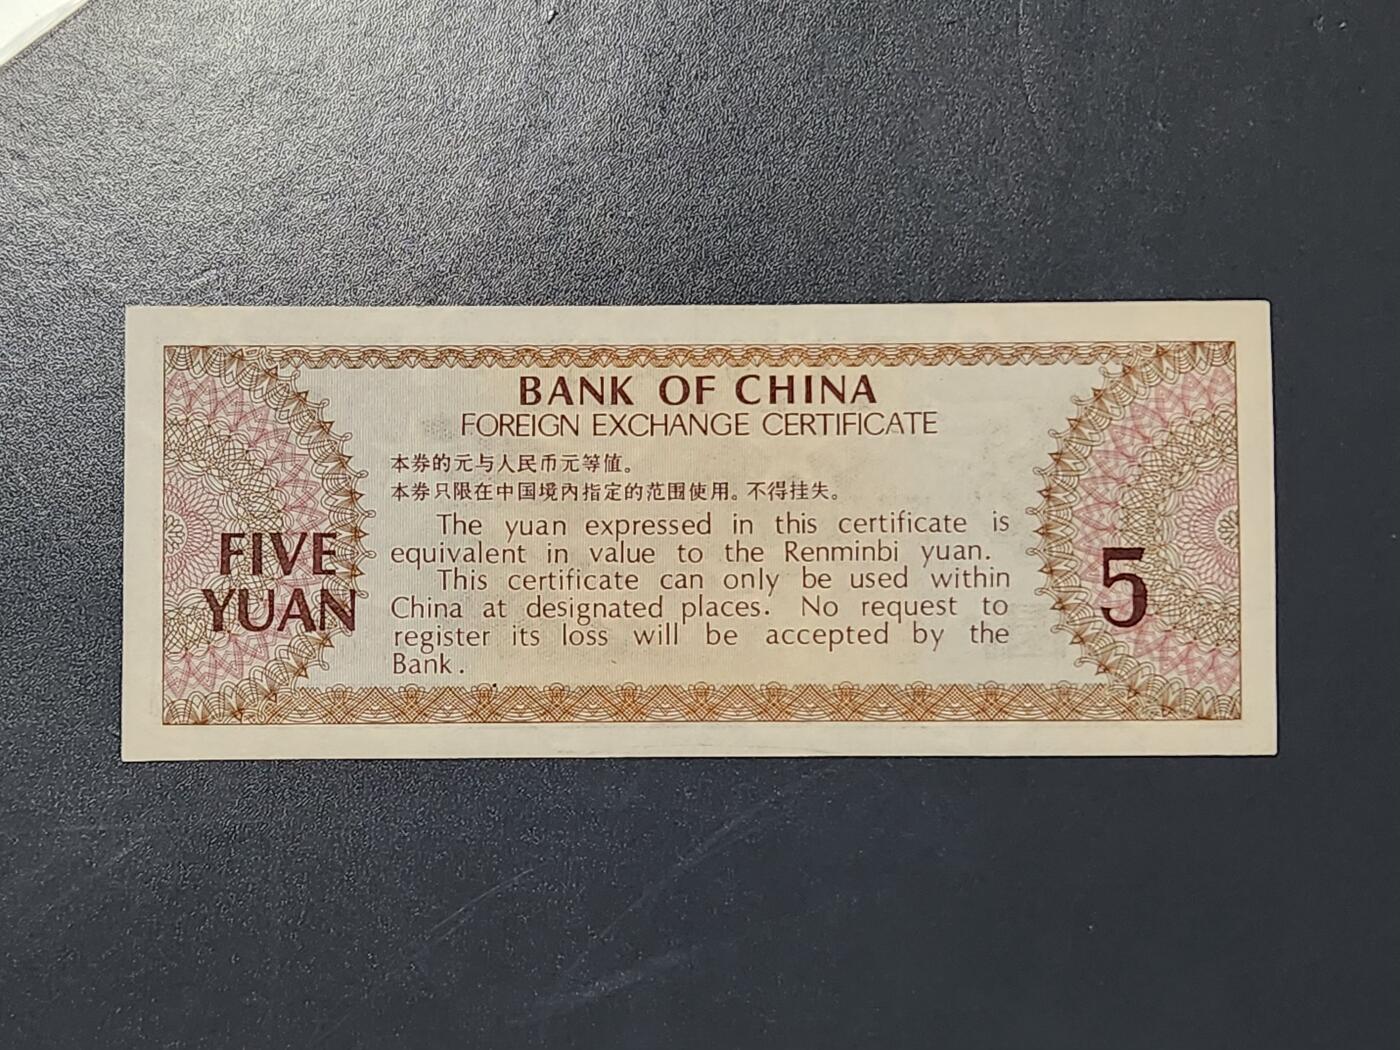 BANK OF CHINA
FOREIGN EXCHANGE CERTIFICATE
本券的元与人民币元等值。
本券只限在中国境内指定的范围使用。不得挂失。
The yuan expressed in this certificate is
equivalent in value to the Renminbi yuan.
This certificate can only be used within
China at designated places. No request to
register its loss will be accepted by the
Bank.
FIVE
YUAN
5